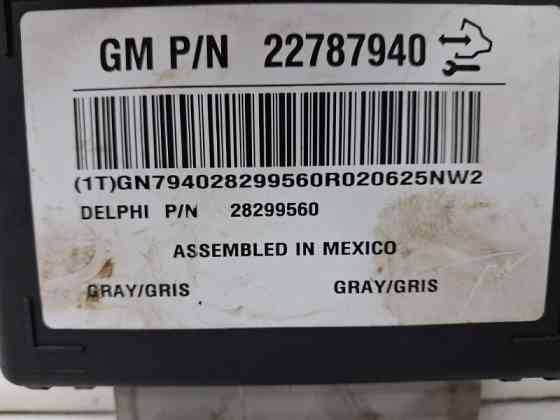 GM P/N 22787940
(1T)GN794028299560R020625NW2
DELPHI P/N 28299560
ASSEMBLED IN MEXICO
GRAY/GRIS GRAY/GRIS